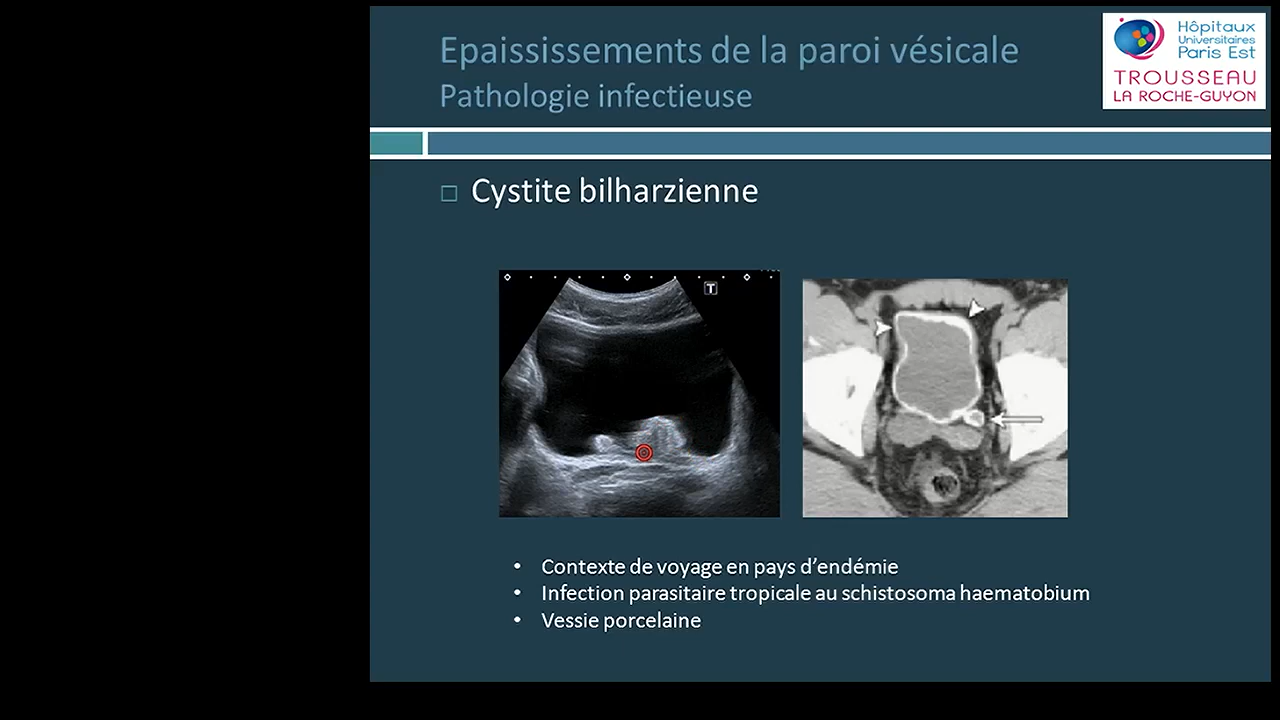 Epaississements de la paroi vésicale
Pathologie infectieuse
Hôpitaux
Universitaires
Paris Est
TROUSSEAU
LA ROCHE-GUYON
Cystite bilharzienne
T
• Contexte de voyage en pays d’endémie
• Infection parasitaire tropicale au schistosoma haematobium
• Vessie porcelaine